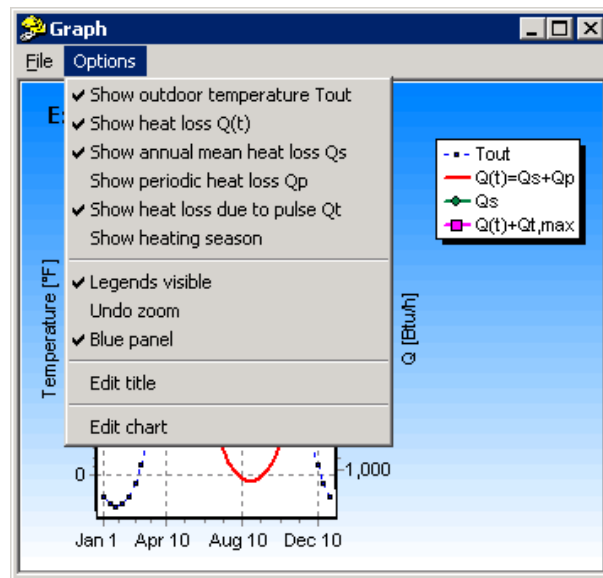 Graph
File Options
E
Show outdoor temperature Tout
Show heat loss Q(t)
Show annual mean heat loss Qs
Show periodic heat loss Qp
Show heat loss due to pulse Qt
Show heating season
Legends visible
Undo zoom
Blue panel
Edit title
Edit chart
Tout
Q(t)=Qs+Qp
Qs
Q(t)+Qt,max
Temperature [°F]
Q [Btu/h]
0
1,000
Jan 1 Apr 10 Aug 10 Dec 10